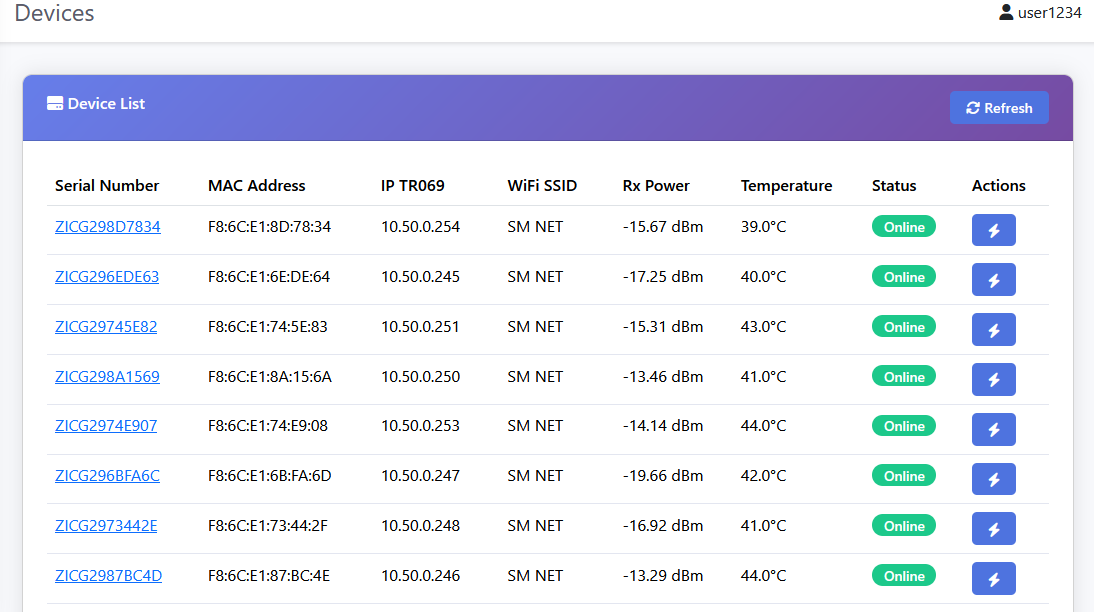 Devices
user1234
Device List
Refresh
Serial Number MAC Address IP TR069 WiFi SSID Rx Power Temperature Status Actions
ZICG298D7834 F8:6C:E1:8D:78:34 10.50.0.254 SM NET -15.67 dBm 39.0°C Online
ZICG296EDE63 F8:6C:E1:6E:DE:64 10.50.0.245 SM NET -17.25 dBm 40.0°C Online
ZICG29745E82 F8:6C:E1:74:5E:83 10.50.0.251 SM NET -15.31 dBm 43.0°C Online
ZICG298A1569 F8:6C:E1:8A:15:6A 10.50.0.250 SM NET -13.46 dBm 41.0°C Online
ZICG2974E907 F8:6C:E1:74:E9:08 10.50.0.253 SM NET -14.14 dBm 44.0°C Online
ZICG296BFA6C F8:6C:E1:6B:FA:6D 10.50.0.247 SM NET -19.66 dBm 42.0°C Online
ZICG2973442E F8:6C:E1:73:44:2F 10.50.0.248 SM NET -16.92 dBm 41.0°C Online
ZICG2987BC4D F8:6C:E1:87:BC:4E 10.50.0.246 SM NET -13.29 dBm 44.0°C Online